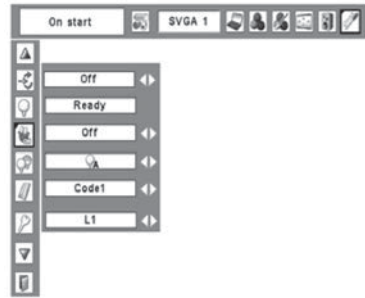 On start
SVGA 1
Off
Ready
Off
A
Code1
L1